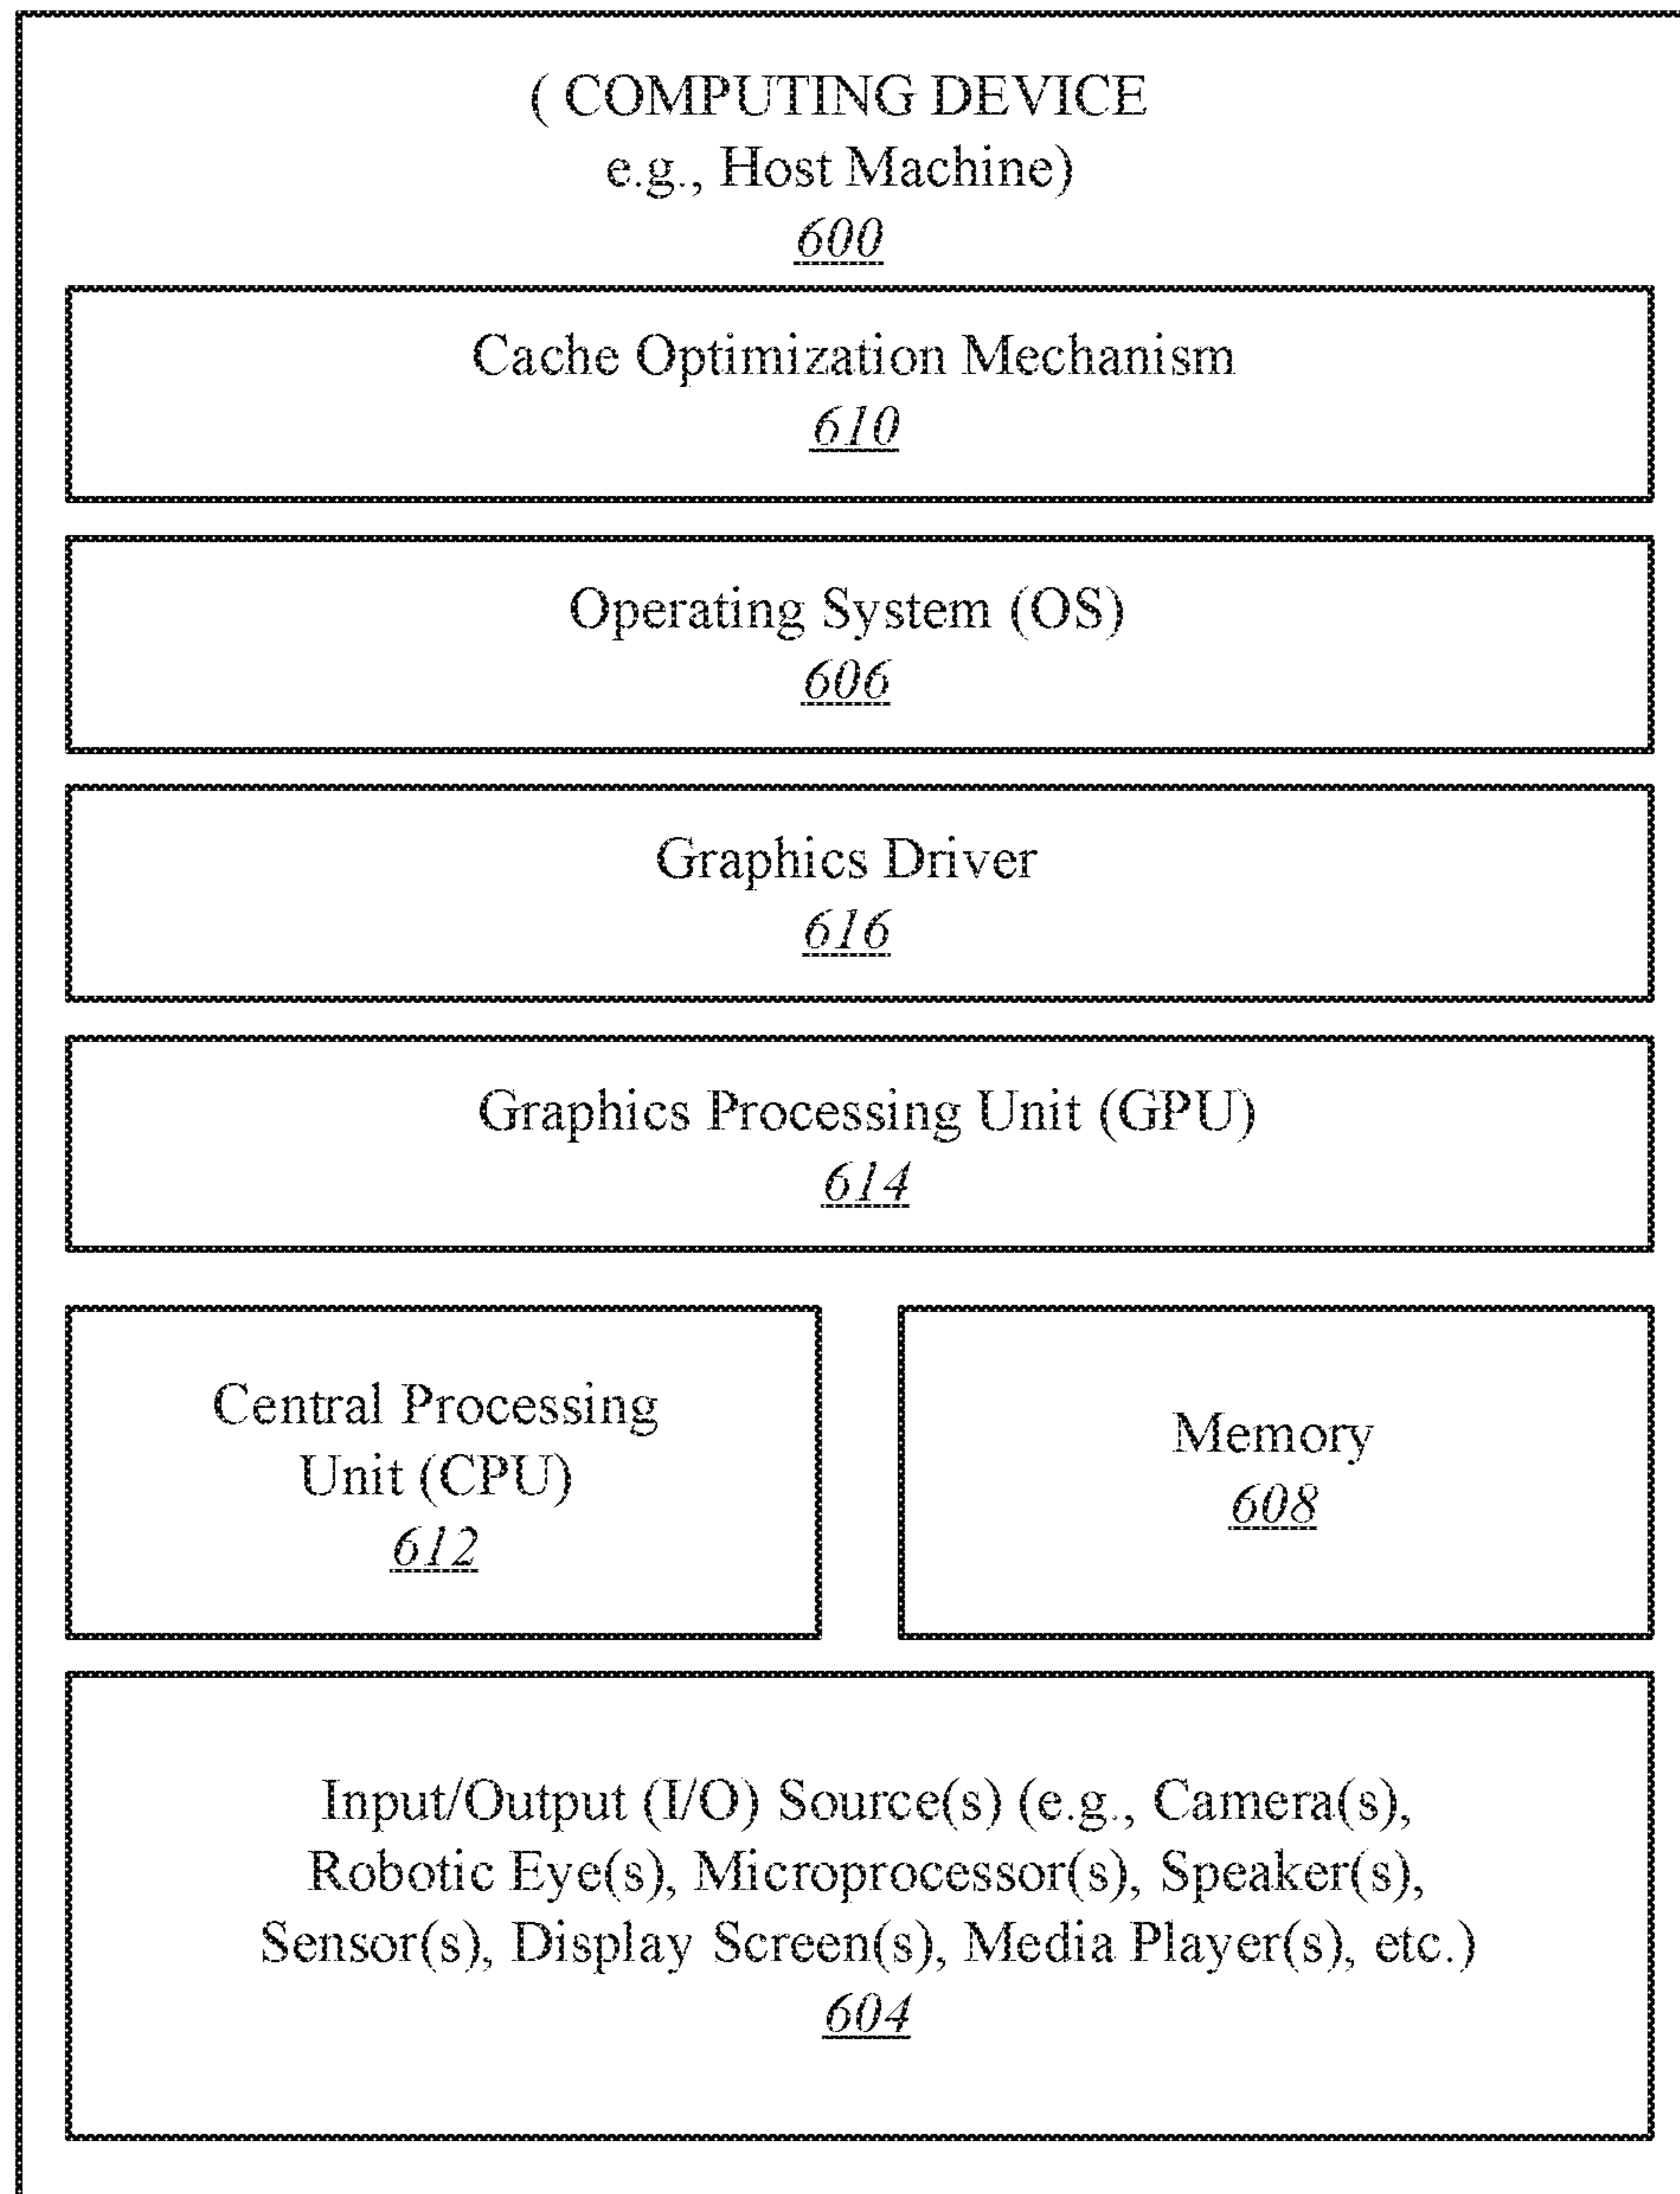 ( COMPUTING DEVICE
e.g., Host Machine)
600
Cache Optimization Mechanism
610
Operating System (OS)
606
Graphics Driver
616
Graphics Processing Unit (GPU)
614
Central Processing
Unit (CPU)
612
Memory
608
Input/Output (I/O) Source(s) (e.g., Camera(s),
Robotic Eye(s), Microprocessor(s), Speaker(s),
Sensor(s), Display Screen(s), Media Player(s), etc.)
604